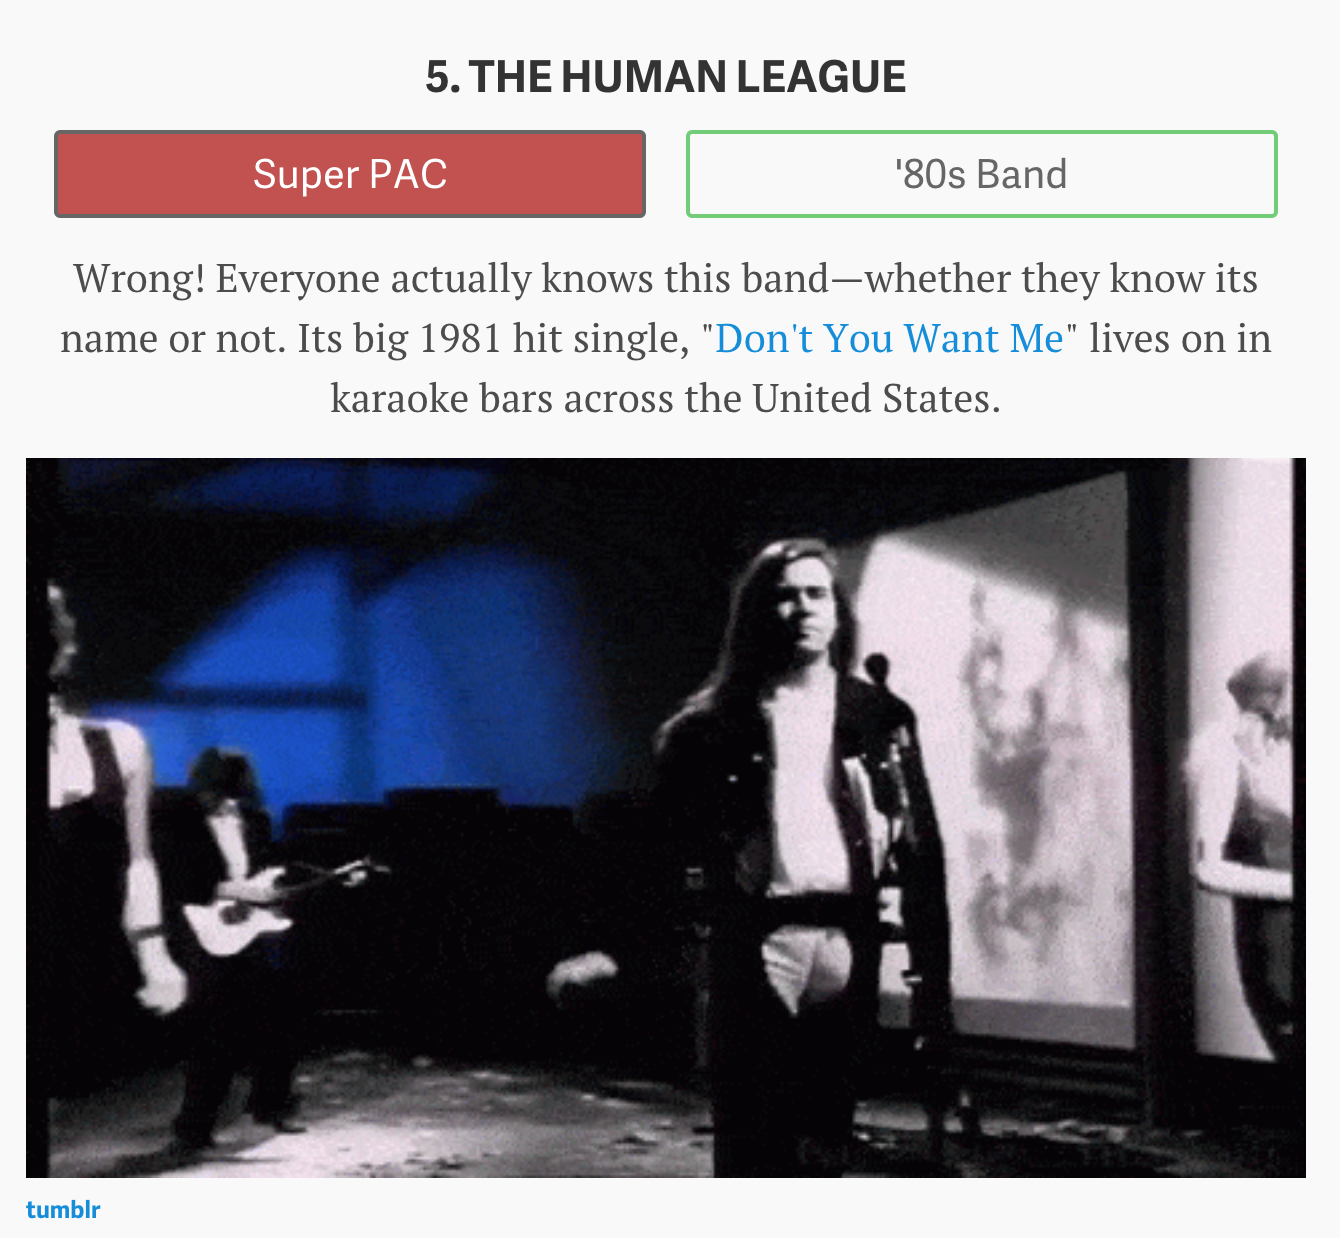 5. THE HUMAN LEAGUE
Super PAC
'80s Band
Wrong! Everyone actually knows this band—whether they know its
name or not. Its big 1981 hit single, "Don't You Want Me" lives on in
karaoke bars across the United States.
tumblr